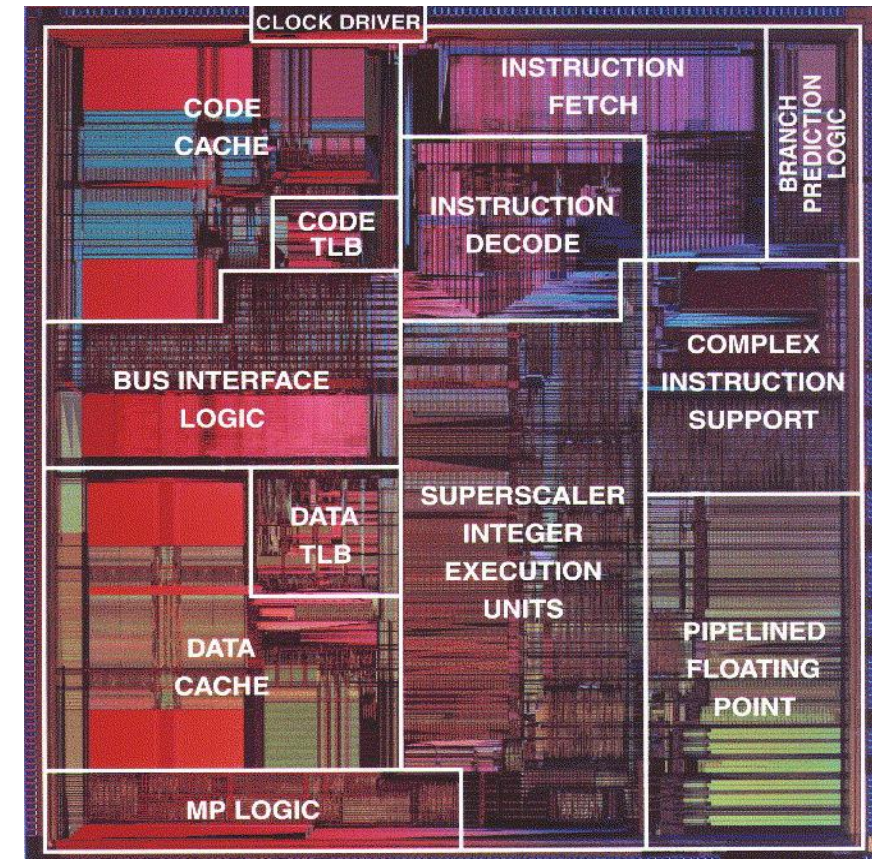 CLOCK DRIVER
CODE
CACHE
INSTRUCTION
FETCH
BRANCH
PREDICTION
LOGIC
CODE
TLB
INSTRUCTION
DECODE
BUS INTERFACE
LOGIC
COMPLEX
INSTRUCTION
SUPPORT
DATA
TLB
SUPERSCALER
INTEGER
EXECUTION
UNITS
DATA
CACHE
PIPELINED
FLOATING
POINT
MP LOGIC